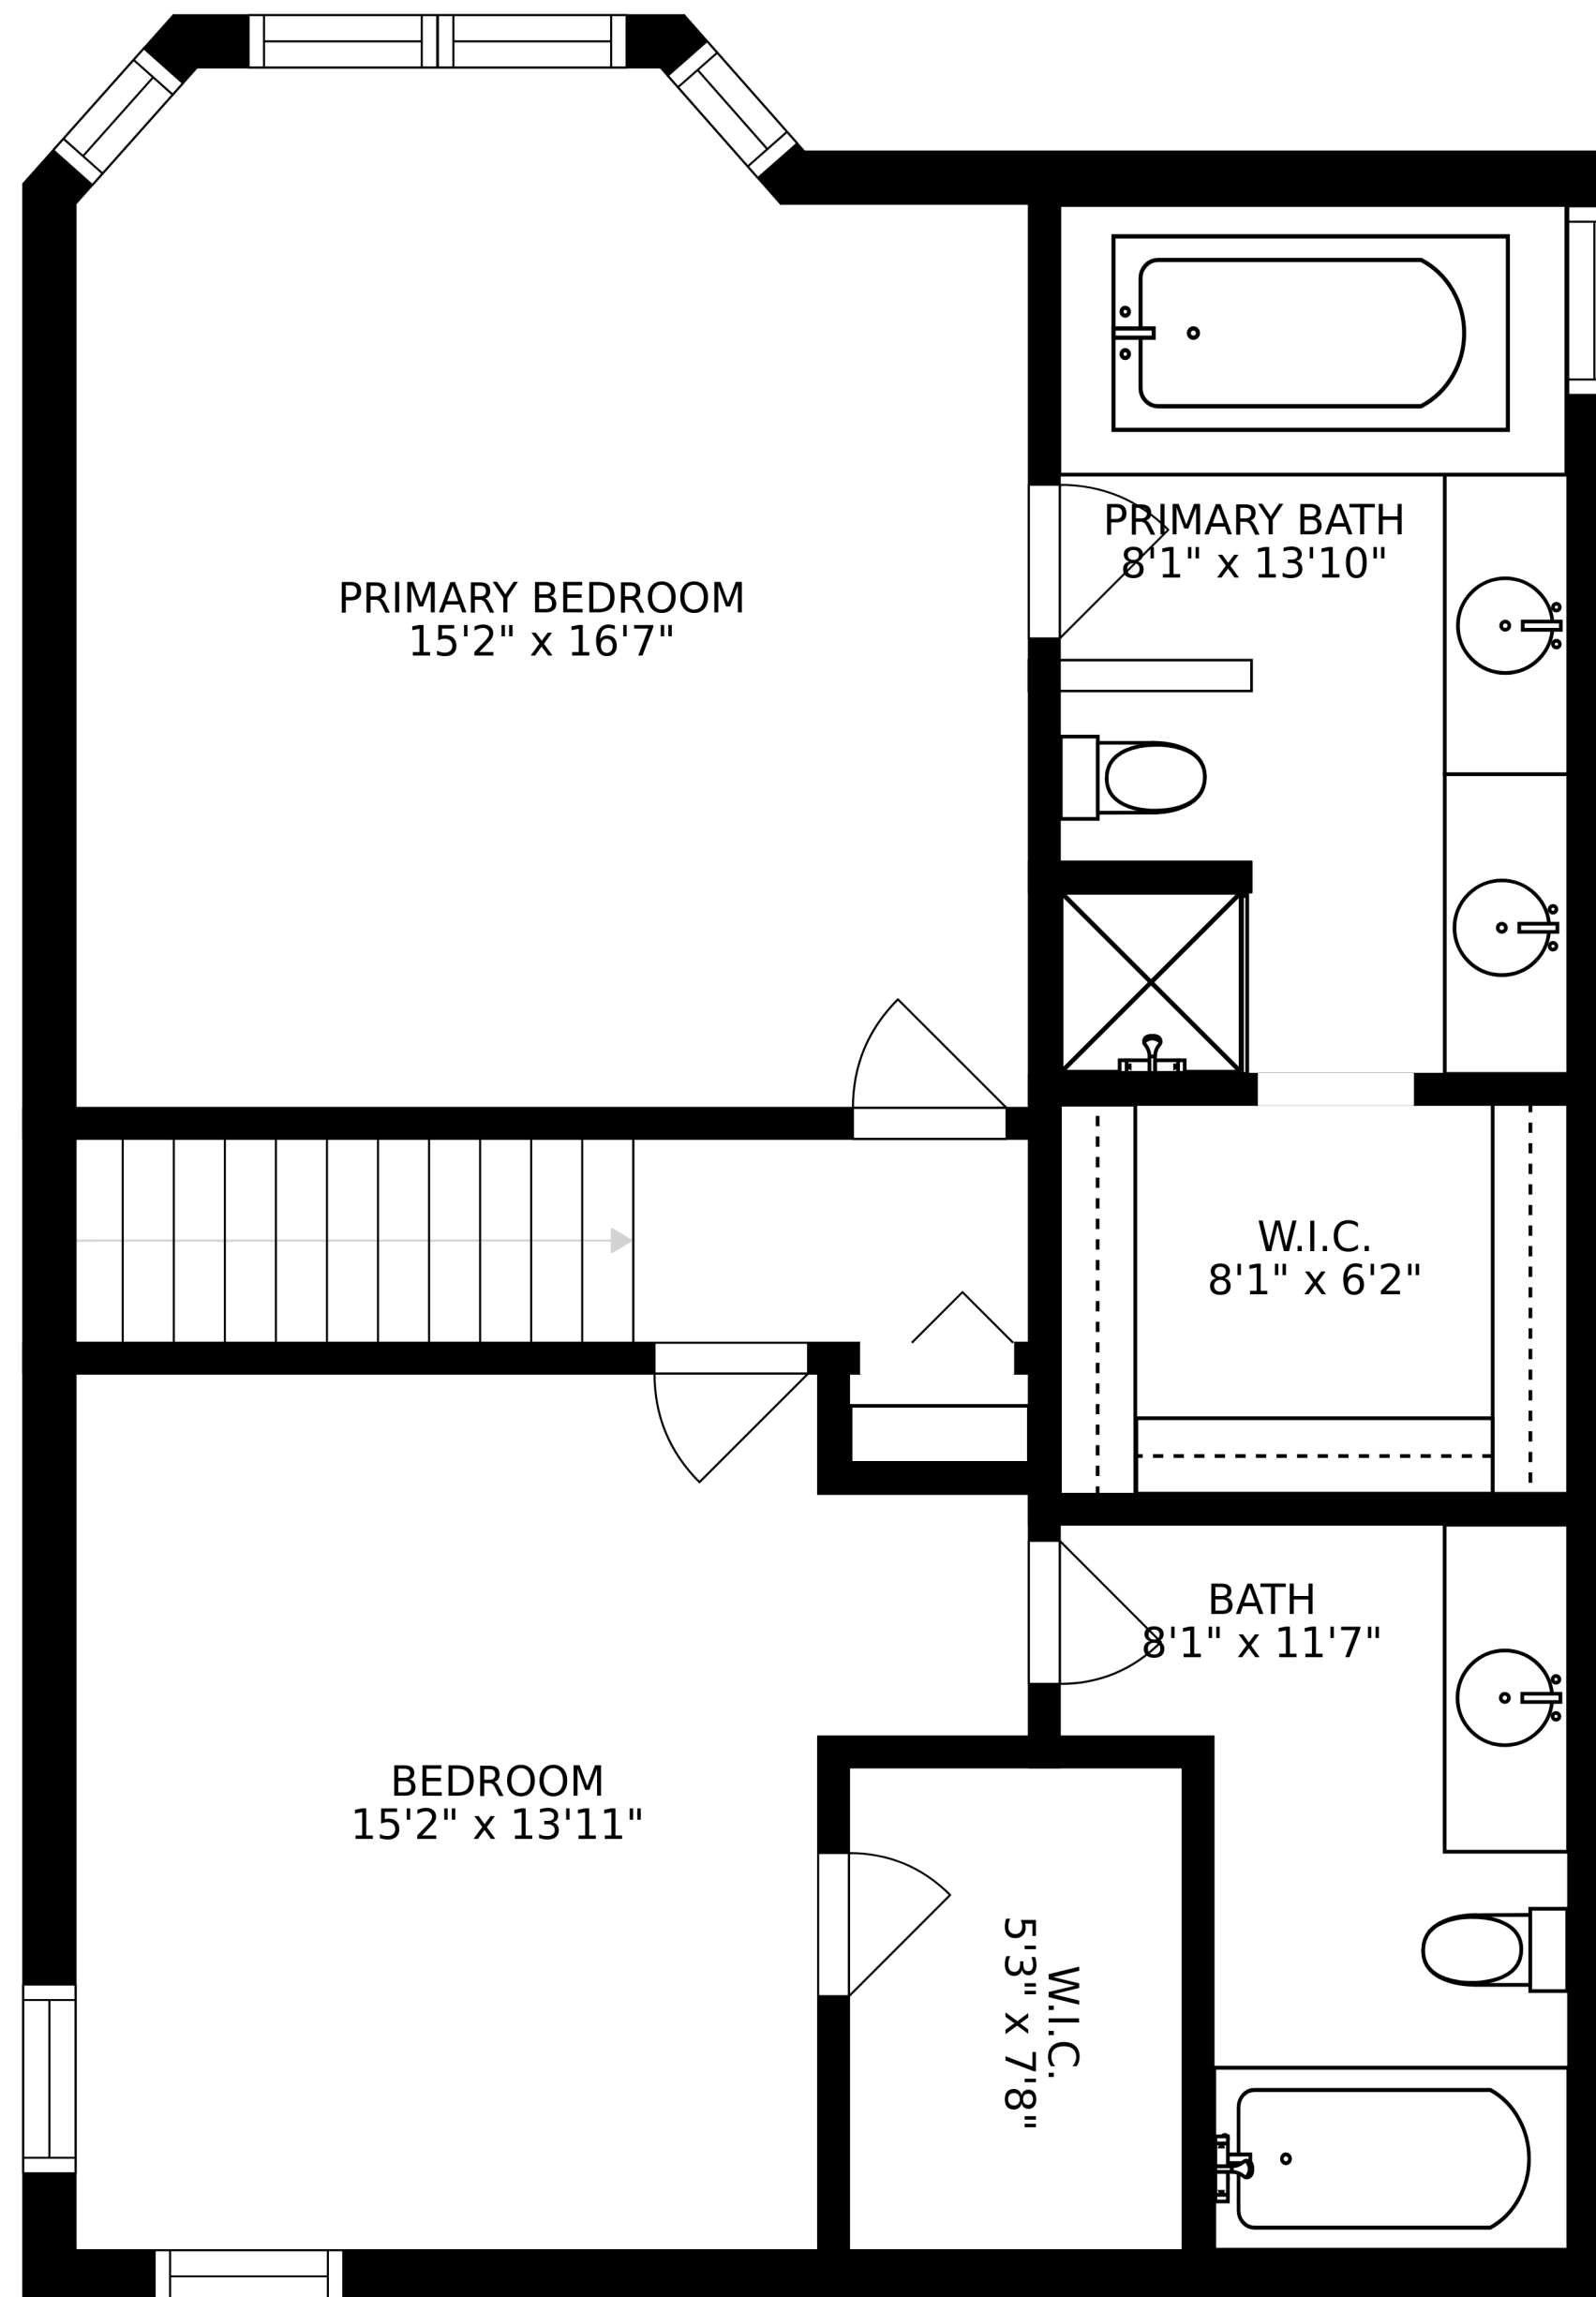 PRIMARY BATH
8'1" x 13'10"
PRIMARY BEDROOM
15'2" x 16'7"
W.I.C.
8'1" x 6'2"
BATH
8'1" x 11'7"
BEDROOM
15'2" x 13'11"
W.I.C.
5'3" x 7'8"